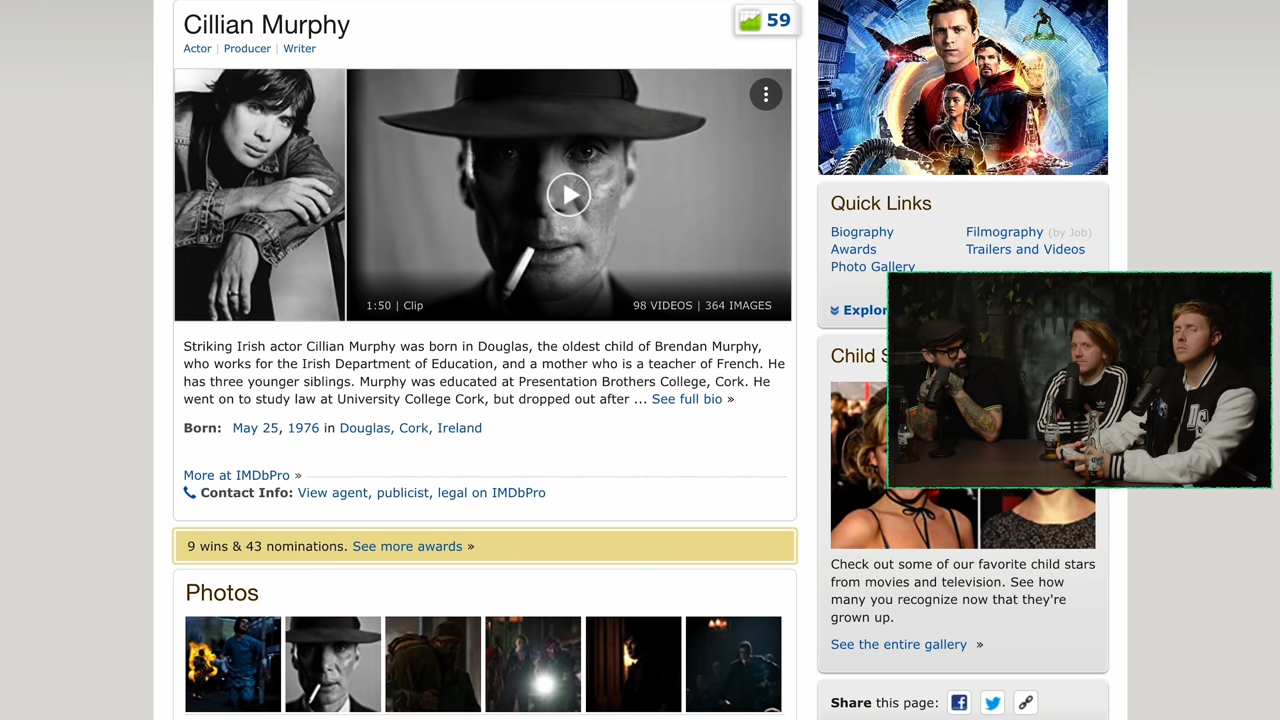 Cillian Murphy
59
Actor | Producer | Writer
1:50 | Clip
98 VIDEOS | 364 IMAGES
Striking Irish actor Cillian Murphy was born in Douglas, the oldest child of Brendan Murphy,
who works for the Irish Department of Education, and a mother who is a teacher of French. He
has three younger siblings. Murphy was educated at Presentation Brothers College, Cork. He
went on to study law at University College Cork, but dropped out after ... See full bio »
Born: May 25, 1976 in Douglas, Cork, Ireland
More at IMDbPro »
Contact Info: View agent, publicist, legal on IMDbPro
9 wins & 43 nominations. See more awards »
Photos
Quick Links
Biography
Filmography (by Job)
Awards
Trailers and Videos
Photo Gallery
Explor
Child S
Check out some of our favorite child stars
from movies and television. See how
many you recognize now that they're
grown up.
See the entire gallery »
Share this page: